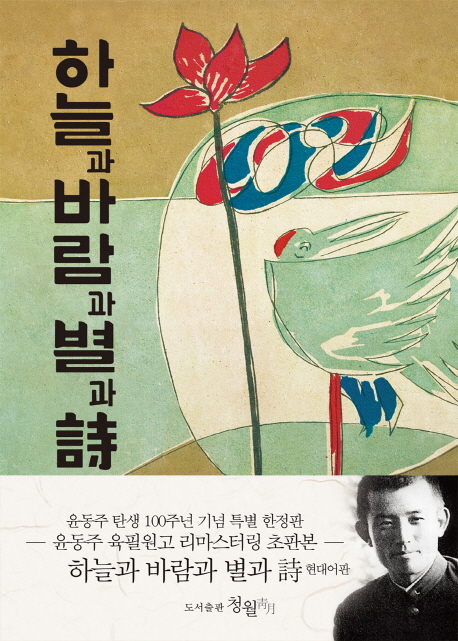 하늘과 바람과 별과 詩
윤동주 탄생 100주년 기념 특별 한정판
— 윤동주 육필원고 리마스터링 초판본 —
하늘과 바람과 별과 詩 현대어판
도서출판 청월靑月